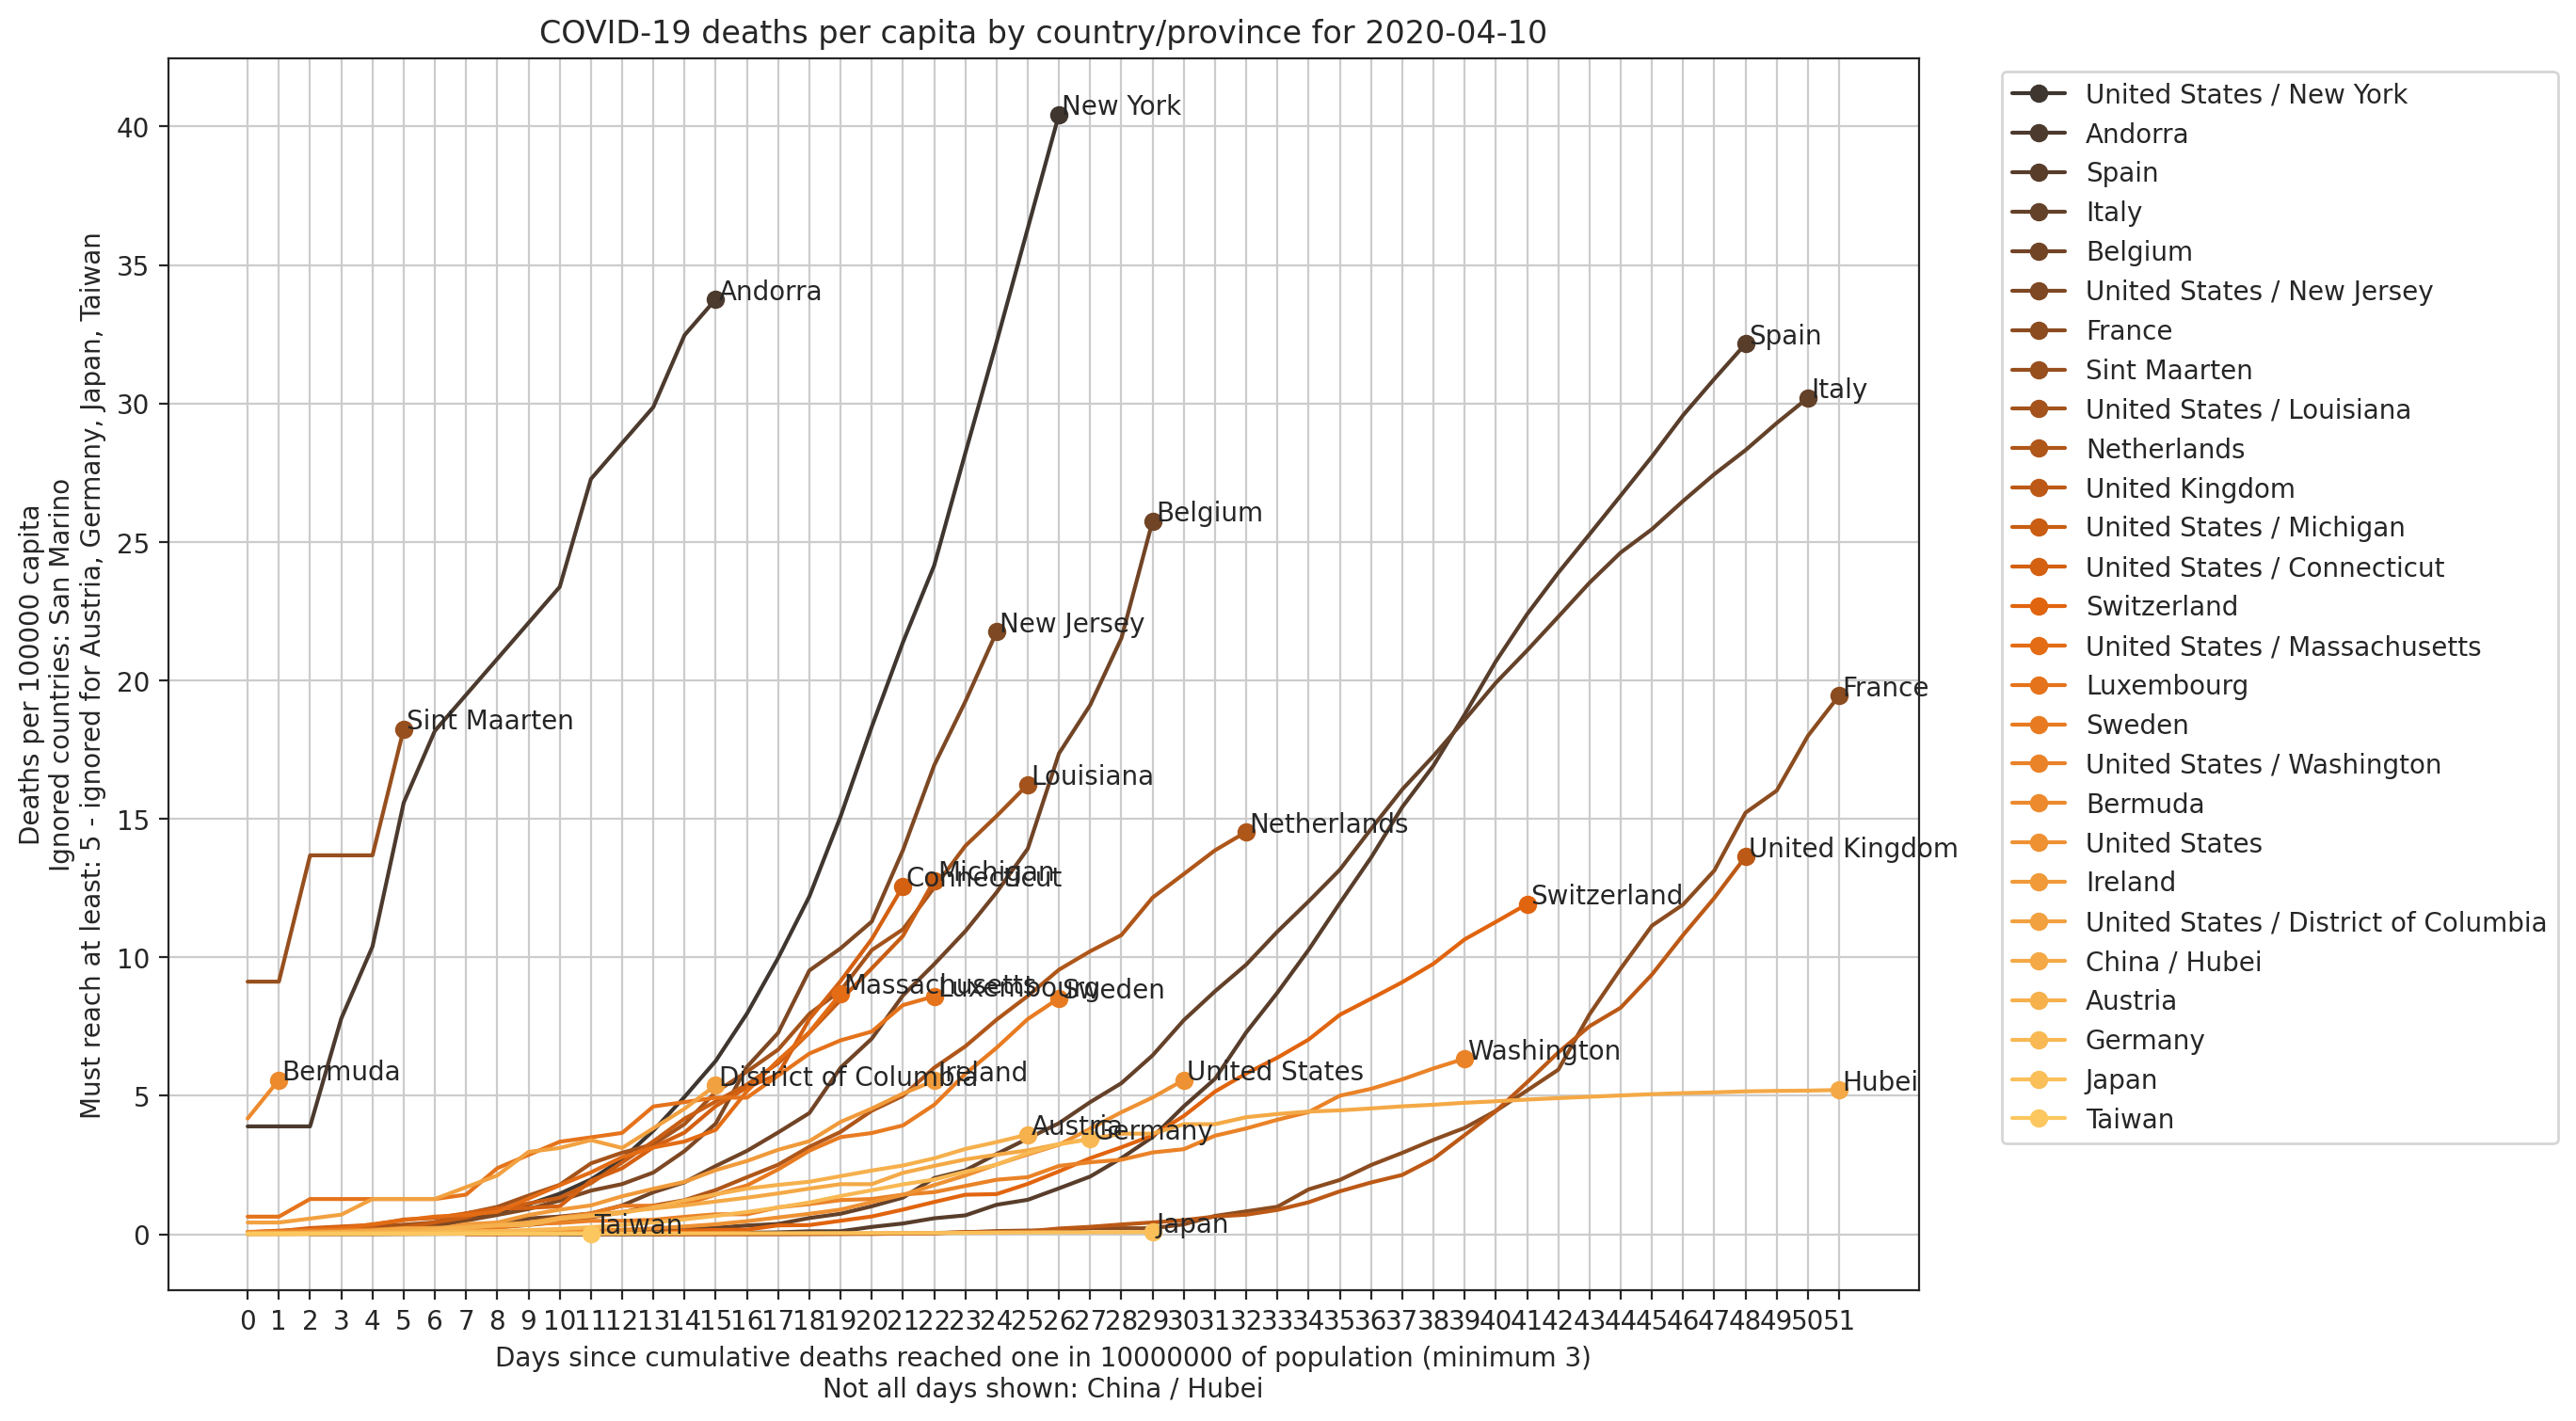 COVID-19 deaths per capita by country/province for 2020-04-10
Deaths per 100000 capita
Ignored countries: San Marino
Must reach at least: 5 - ignored for Austria, Germany, Japan, Taiwan
40
35
30
25
20
15
10
5
0
New York
Andorra
Spain
Italy
Belgium
New Jersey
France
Sint Maarten
Louisiana
Netherlands
United Kingdom
Michigan
Connecticut
Switzerland
Massachusetts
Luxembourg
Sweden
Washington
Bermuda
District of Columbia
Ireland
United States
Hubei
Austria
Germany
Taiwan
Japan
0 1 2 3 4 5 6 7 8 9 10 11 12 13 14 15 16 17 18 19 20 21 22 23 24 25 26 27 28 29 30 31 32 33 34 35 36 37 38 39 40 41 42 43 44 45 46 47 48 49 50 51
Days since cumulative deaths reached one in 10000000 of population (minimum 3)
Not all days shown: China / Hubei
United States / New York
Andorra
Spain
Italy
Belgium
United States / New Jersey
France
Sint Maarten
United States / Louisiana
Netherlands
United Kingdom
United States / Michigan
United States / Connecticut
Switzerland
United States / Massachusetts
Luxembourg
Sweden
United States / Washington
Bermuda
United States
Ireland
United States / District of Columbia
China / Hubei
Austria
Germany
Japan
Taiwan